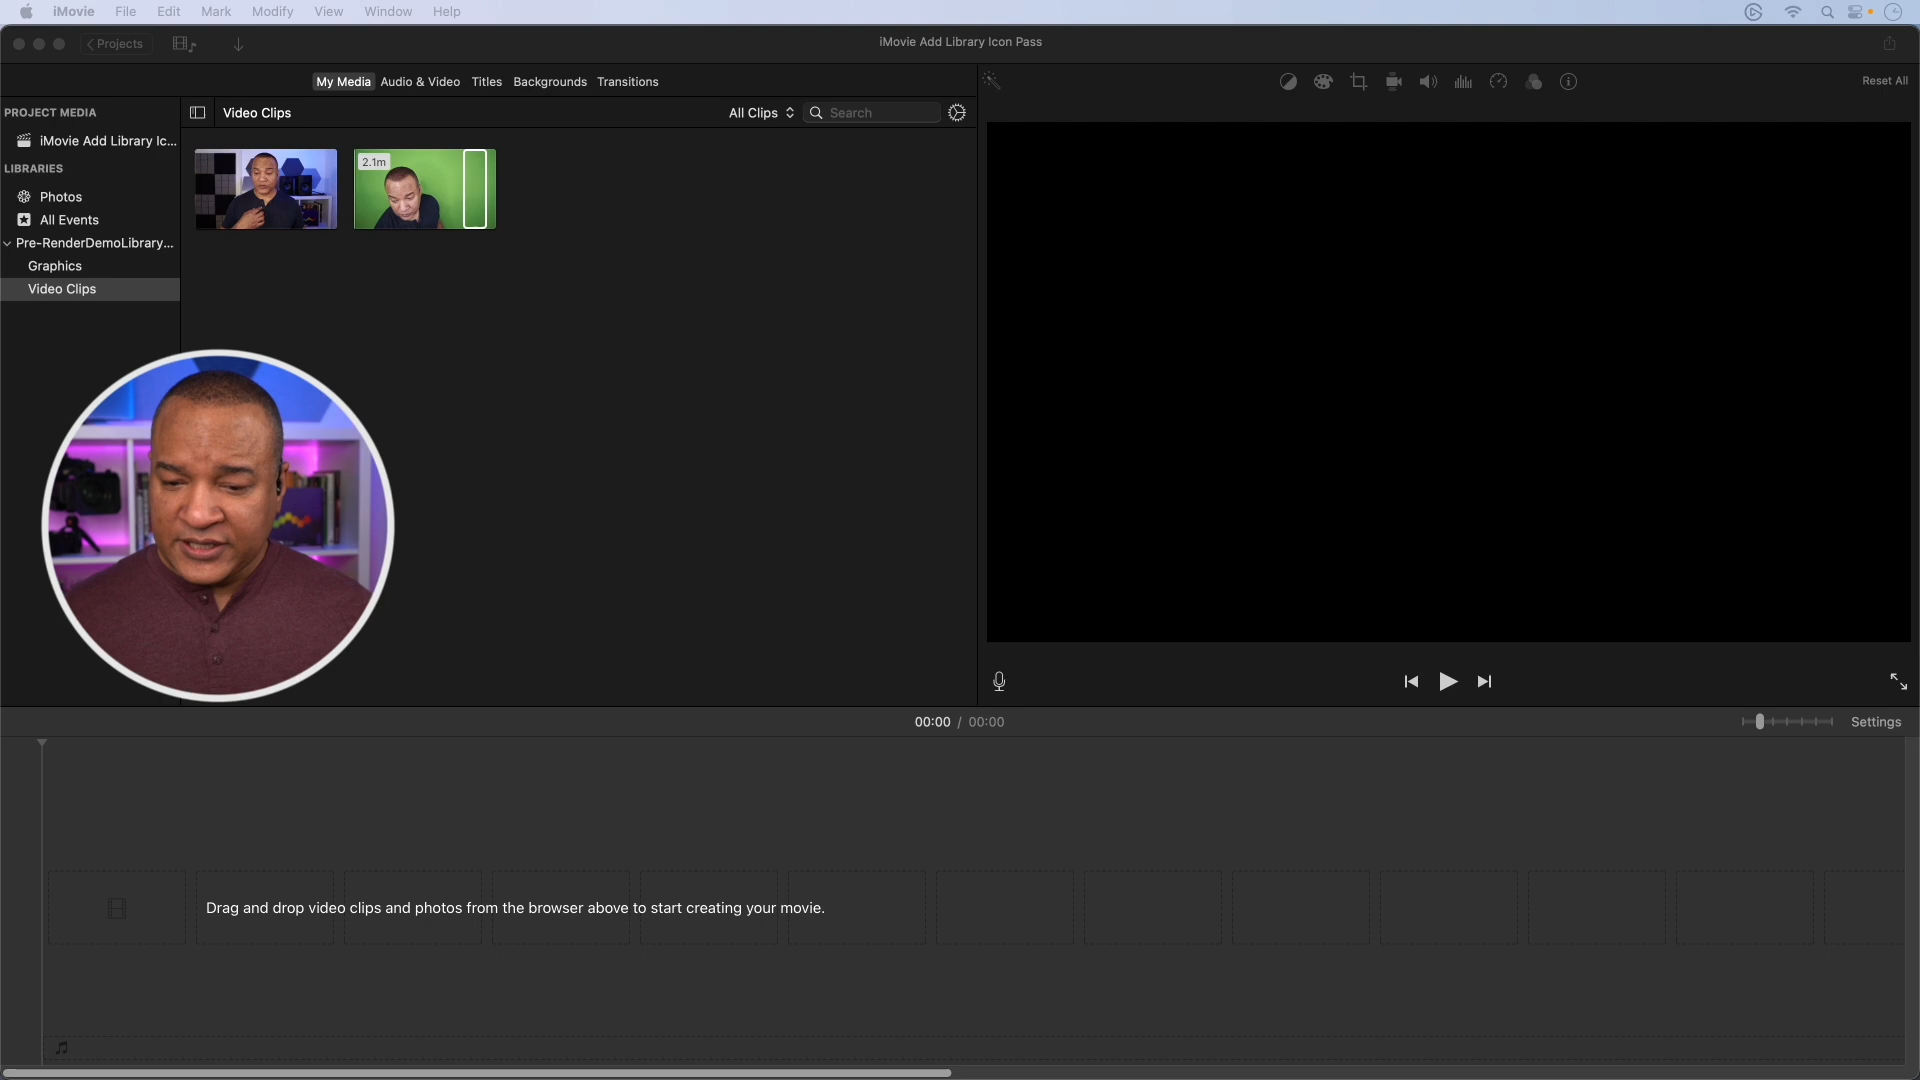 iMovie File Edit Mark Modify View Window Help
Projects
iMovie Add Library Icon Pass
My Media Audio & Video Titles Backgrounds Transitions
Reset All
PROJECT MEDIA
Video Clips
All Clips
Search
iMovie Add Library Ic...
LIBRARIES
2.1m
Photos
All Events
Pre-RenderDemoLibrary...
Graphics
Video Clips
00:00 / 00:00
Settings
Drag and drop video clips and photos from the browser above to start creating your movie.